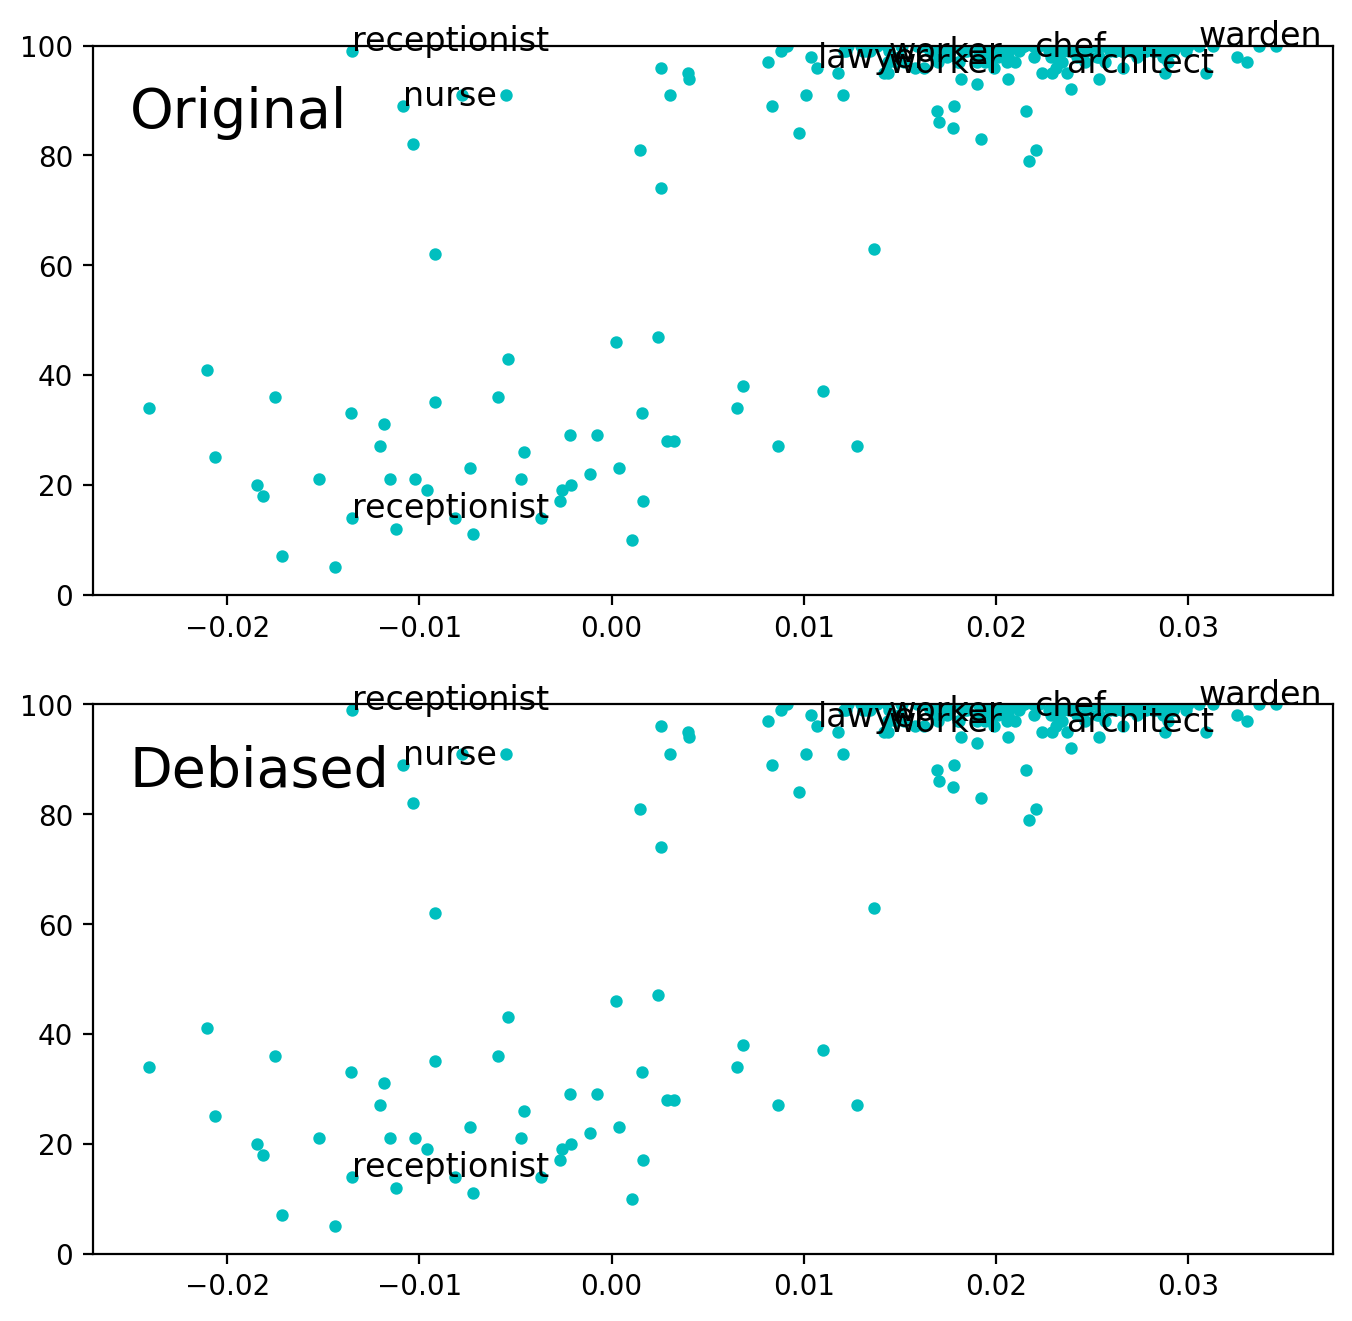 receptionist
lawyer
worker
worker
chef
architect
warden
nurse
Original
receptionist
100
80
60
40
20
0
−0.02
−0.01
0.00
0.01
0.02
0.03
receptionist
lawyer
worker
worker
chef
architect
warden
nurse
Debiased
receptionist
100
80
60
40
20
0
−0.02
−0.01
0.00
0.01
0.02
0.03